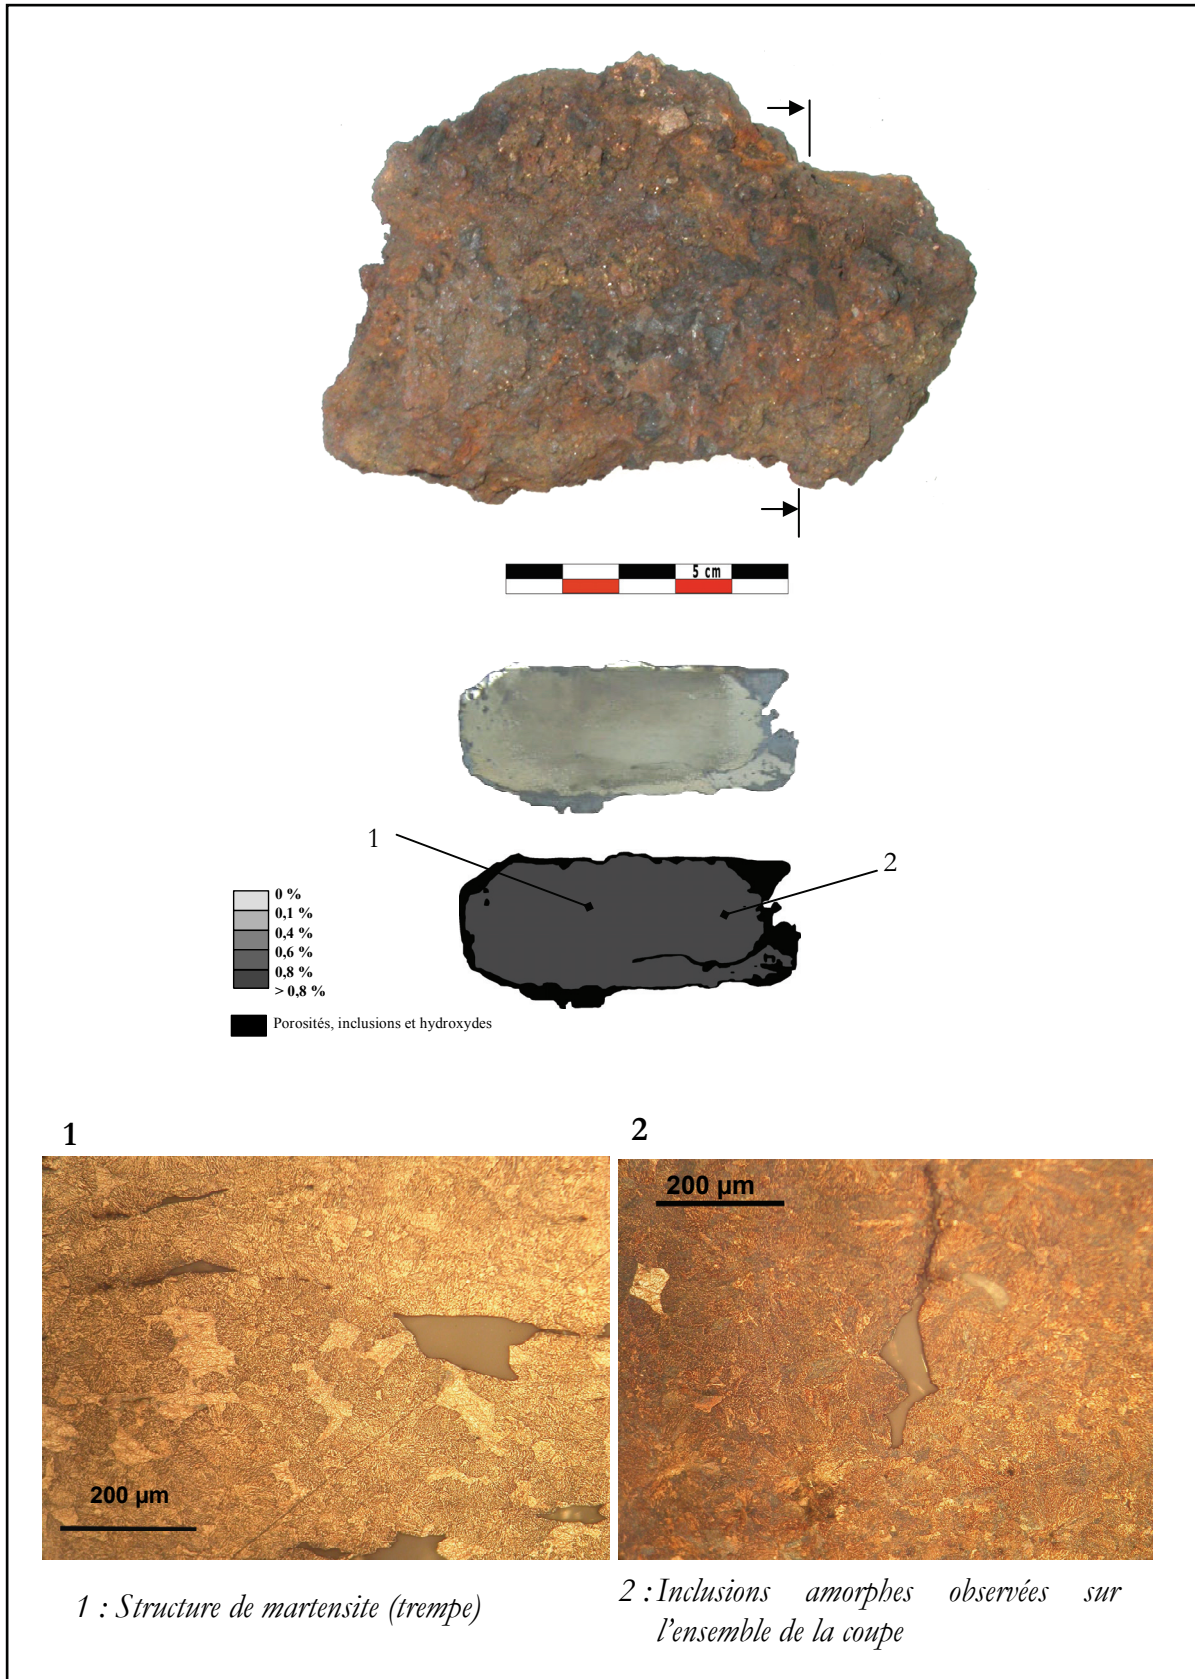 5 cm
1
2
0 %
0,1 %
0,4 %
0,6 %
0,8 %
> 0,8 %
Porosités, inclusions et hydroxydes
1
2
200 µm
200 µm
1 : Structure de martensite (trempe)
2 : Inclusions amorphes observées sur
l'ensemble de la coupe